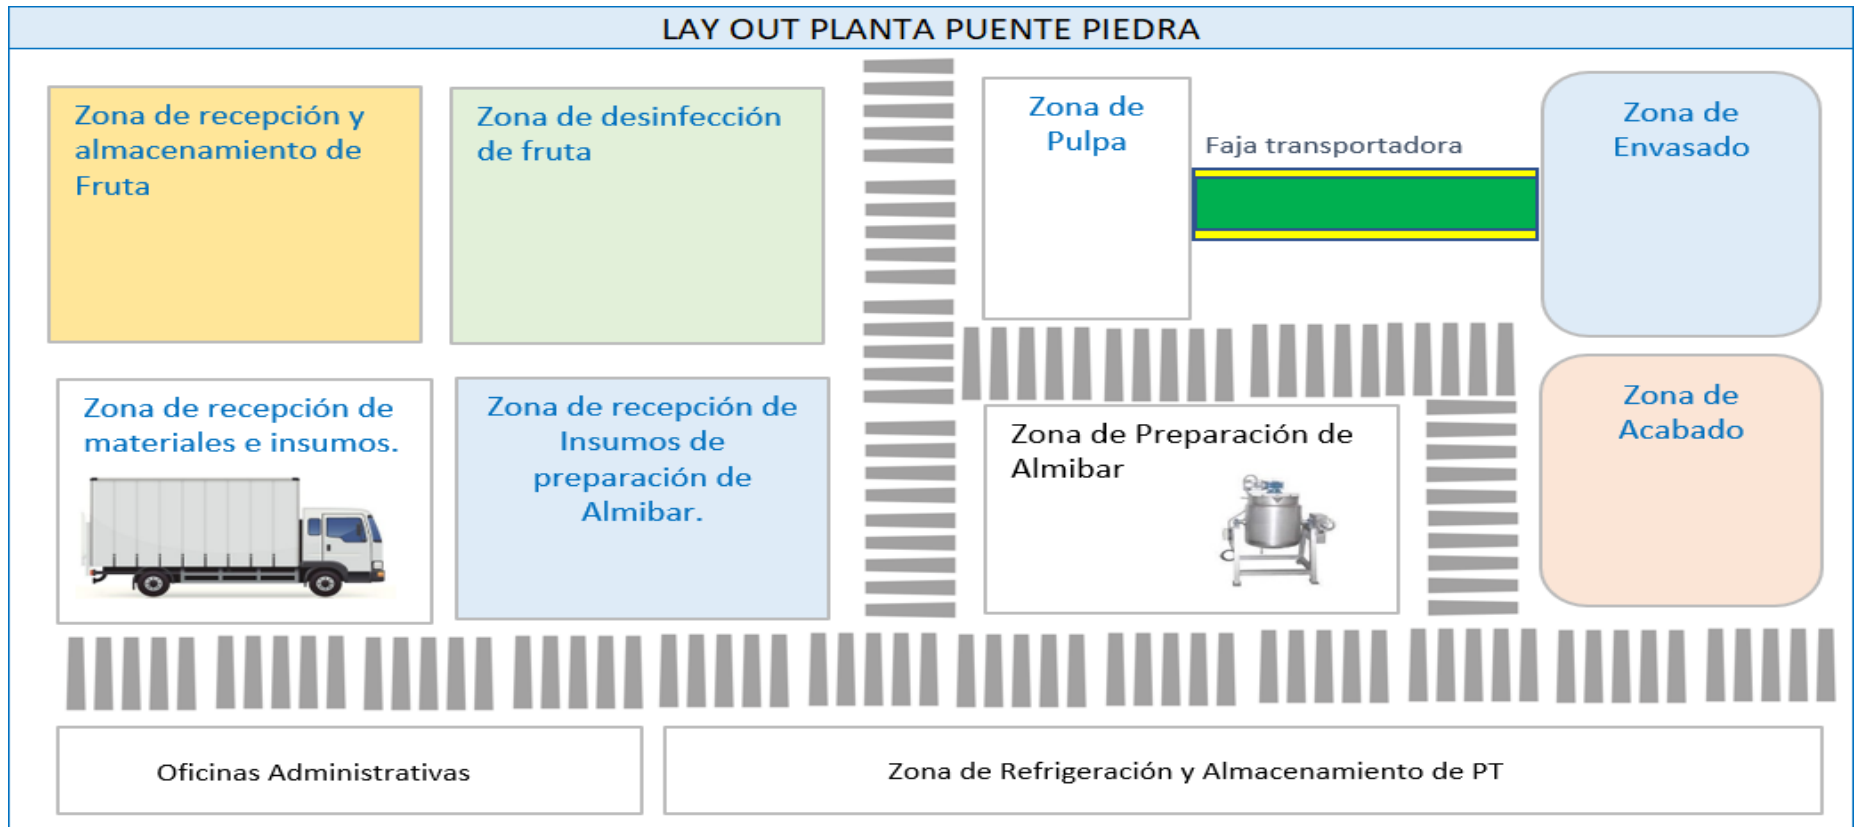 LAY OUT PLANTA PUENTE PIEDRA
Zona de recepción y
almacenamiento de
Fruta
Zona de desinfección
de fruta
Zona de
Pulpa
Faja transportadora
Zona de
Envasado
Zona de recepción de
materiales e insumos.
Zona de recepción de
Insumos de
preparación de
Almibar.
Zona de Preparación de
Almibar
Zona de
Acabado
Oficinas Administrativas
Zona de Refrigeración y Almacenamiento de PT